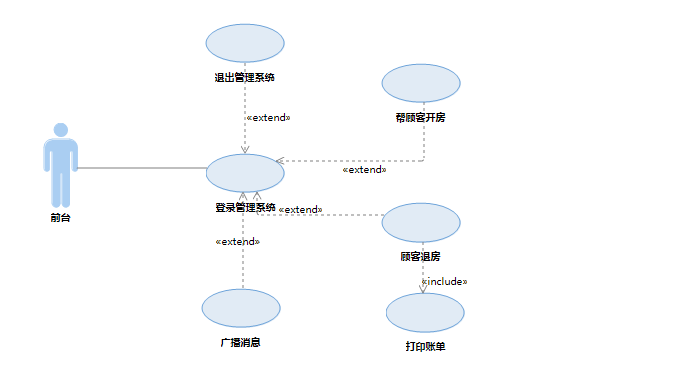 退出管理系统
«extend»
帮顾客开房
«extend»
前台
登录管理系统
«extend»
«extend»
顾客退房
«include»
广播消息
打印账单